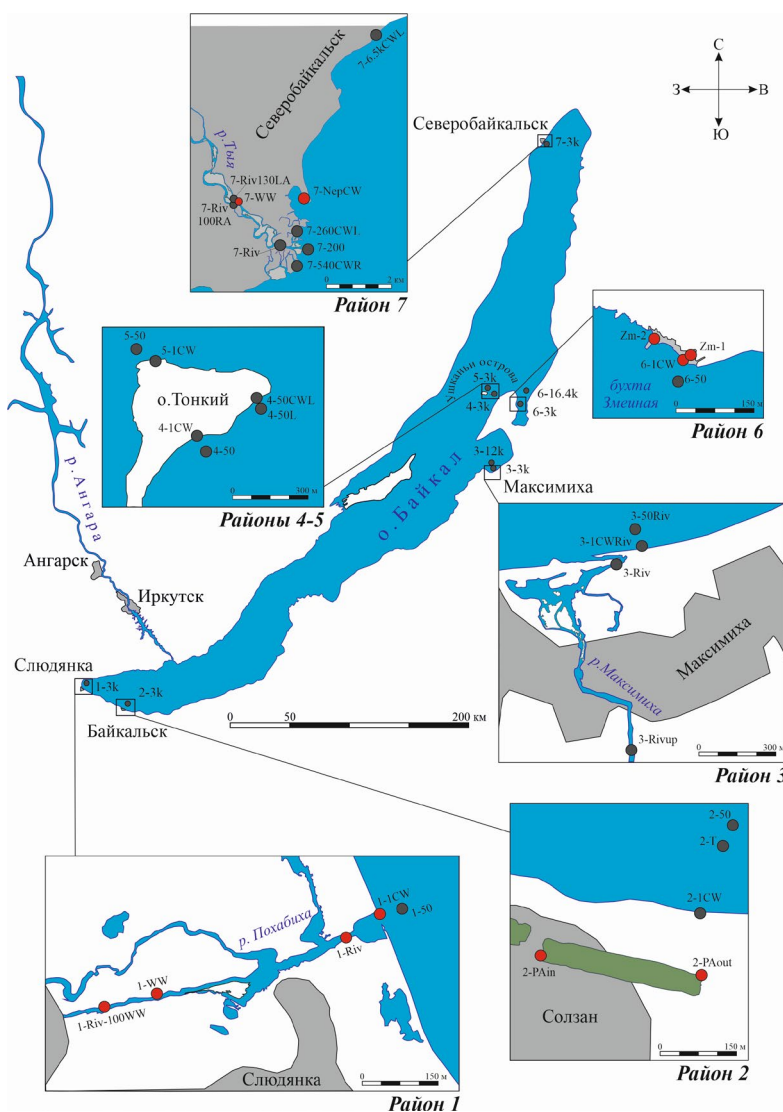 7-6.5kCWL
Северобайкальск
р.Тыя
7-Riv130LA
7-WW
7-Riv
100RA
7-NepCW
7-260CWL
7-Riv
7-200
7-540CWR
0 2 км
Район 7
С
З В
Ю
Северобайкальск
7-3k
5-50
5-1CW
о.Тонкий
4-50CWL
4-50L
4-1CW
4-50
0 300 м
Районы 4-5
Zm-2
Zm-1
6-1CW
6-50
бухта
Змеиная
0 150 м
Район 6
Ушканьи острова
5-3k
4-3k
6-16.4k
6-3k
3-12k
3-3k
Максимиха
о.Байкал
р.Ангара
Ангарск
Иркутск
Слюдянка
1-3k
2-3k
Байкальск
0 50 100 200 км
3-50Riv
3-1CWRiv
3-Riv
Максимиха
р.Максимиха
3-Rivup
0 300 м
Район 3
1-1CW
1-50
р. Похабиха
1-Riv
1-WW
1-Riv-100WW
Слюдянка
0 150 м
Район 1
2-50
2-T
2-1CW
2-PAin
2-PAout
Солзан
0 150 м
Район 2